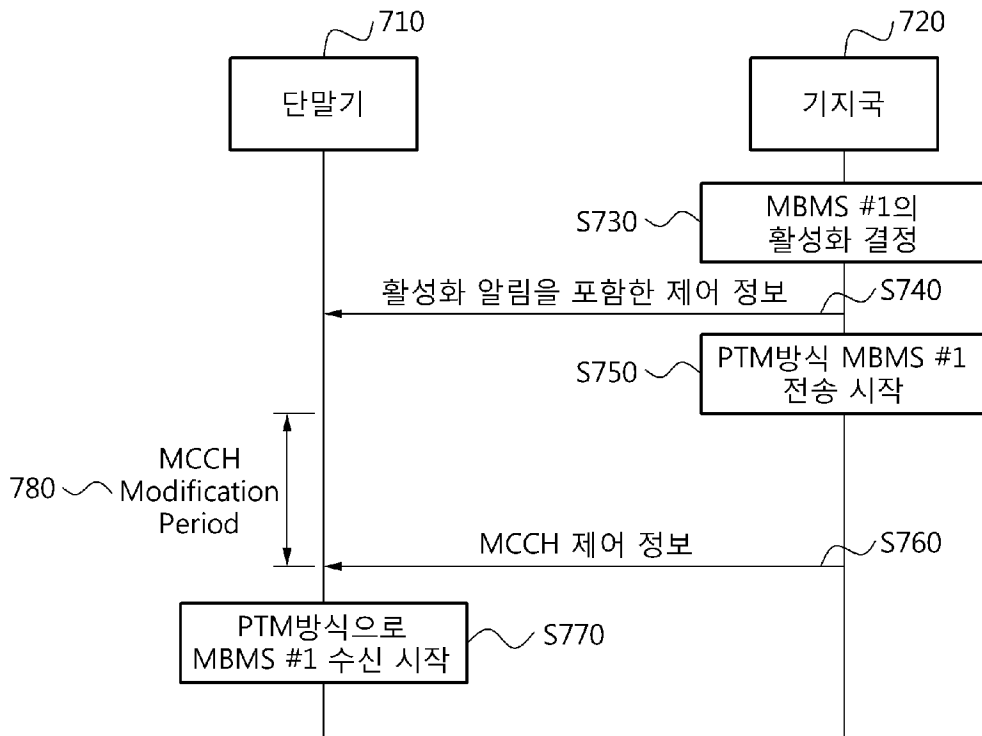 710
720
단말기
기지국
S730
MBMS #1의
활성화 결정
활성화 알림을 포함한 제어 정보
S740
S750
PTM방식 MBMS #1
전송 시작
780
MCCH
Modification
Period
MCCH 제어 정보
S760
PTM방식으로
MBMS #1 수신 시작
S770